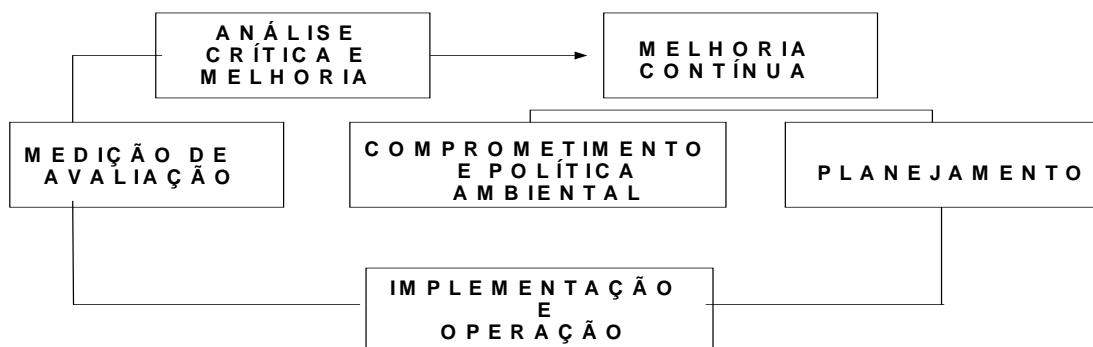 ANÁLISE
CRÍTICA E
MELHORIA
MELHORIA
CONTÍNUA
MEDIÇÃO DE
AVALIAÇÃO
COMPROMETIMENTO
E POLÍTICA
AMBIENTAL
PLANEJAMENTO
IMPLEMENTAÇÃO
E
OPERAÇÃO